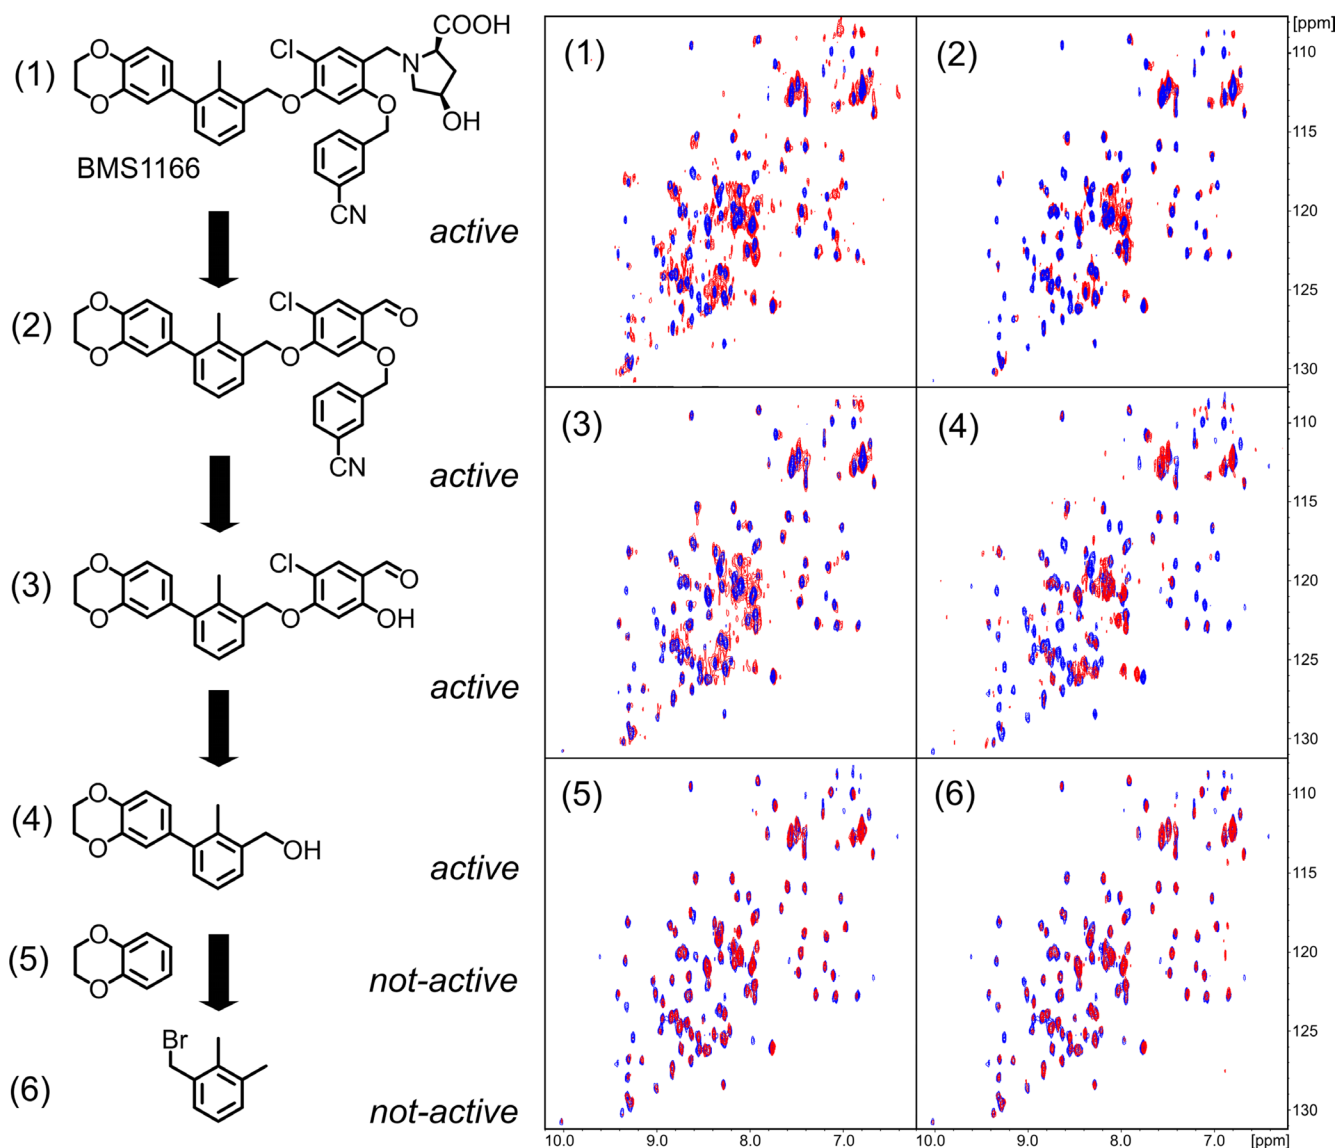 (1)
O
O
O
Cl
O
N
COOH
OH
CN
BMS1166
active
(2)
O
O
O
Cl
O
O
CN
active
(3)
O
O
O
Cl
O
OH
active
(4)
O
O
OH
active
(5)
O
O
not-active
(6)
Br
not-active
(1)
(2)
[ppm]
110
115
120
125
130
(3)
(4)
110
115
120
125
130
(5)
(6)
110
115
120
125
130
10.0 9.0 8.0 7.0
10.0 9.0 8.0 7.0 [ppm]